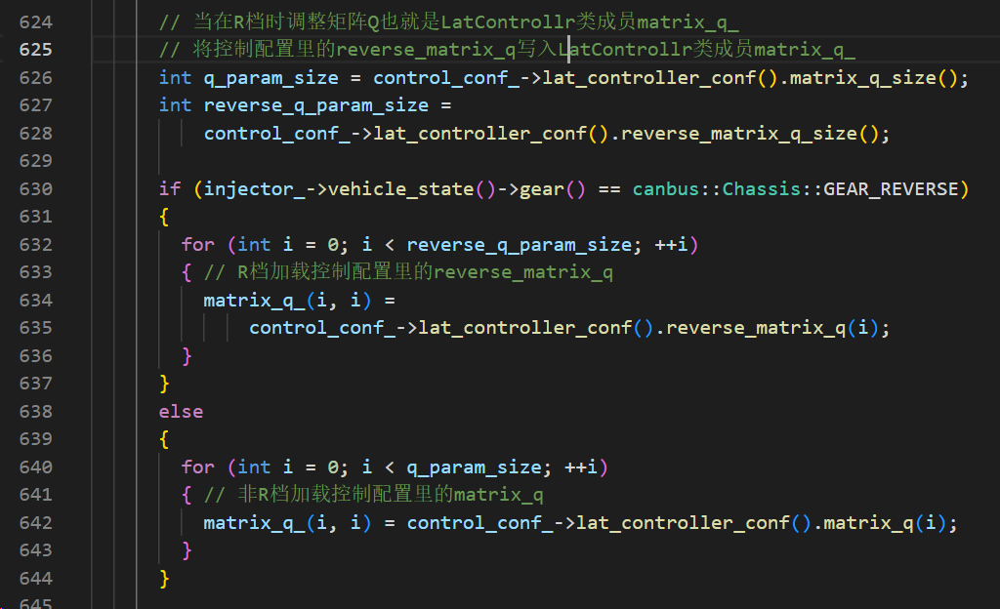 624 // 当在R档时调整矩阵Q也就是LatControllr类成员matrix_q_
625 // 将控制配置里的reverse_matrix_q写入LatControllr类成员matrix_q_
626 int q_param_size = control_conf_->lat_controller_conf().matrix_q_size();
627 int reverse_q_param_size =
628 control_conf_->lat_controller_conf().reverse_matrix_q_size();
629
630 if (injector_->vehicle_state()->gear() == canbus::Chassis::GEAR_REVERSE)
631 {
632 for (int i = 0; i < reverse_q_param_size; ++i)
633 { // R档加载控制配置里的reverse_matrix_q
634 matrix_q_(i, i) =
635 control_conf_->lat_controller_conf().reverse_matrix_q(i);
636 }
637 }
638 else
639 {
640 for (int i = 0; i < q_param_size; ++i)
641 { // 非R档加载控制配置里的matrix_q
642 matrix_q_(i, i) = control_conf_->lat_controller_conf().matrix_q(i);
643 }
644 }
645